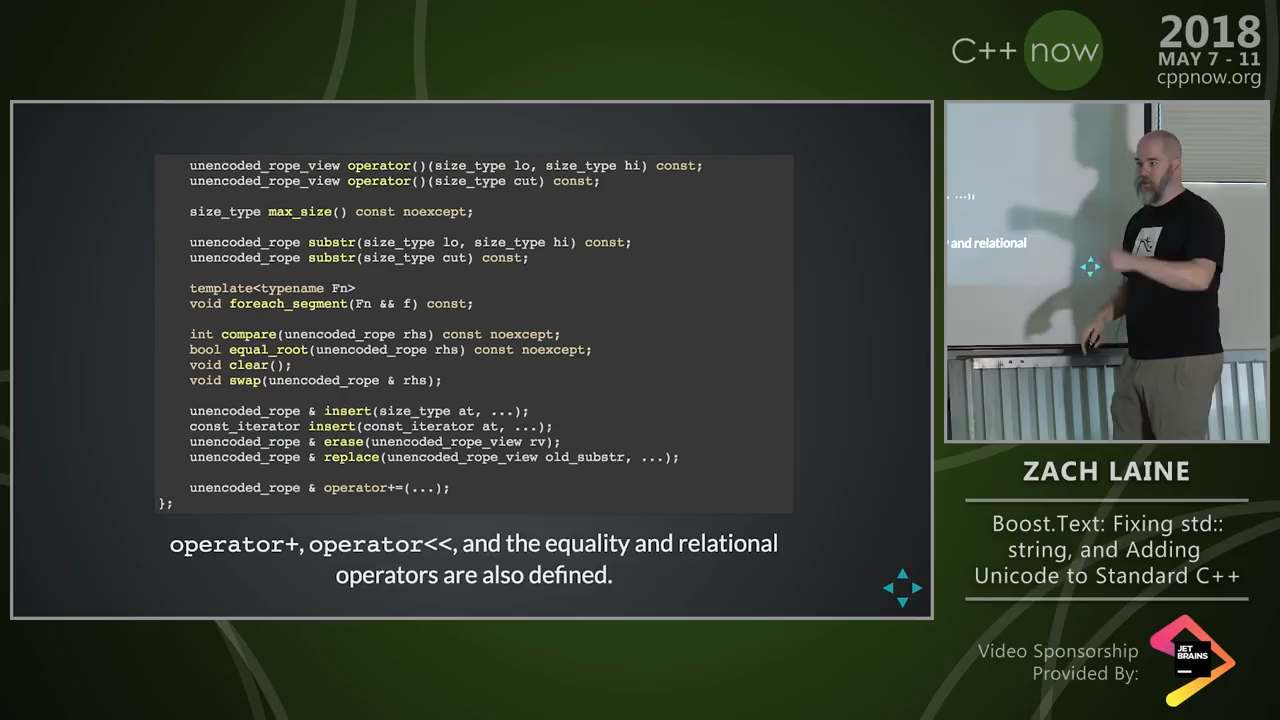 C++ now
2018
MAY 7 - 11
cppnow.org
unencoded_rope_view operator()(size_type lo, size_type hi) const;
unencoded_rope_view operator()(size_type cut) const;
size_type max_size() const noexcept;
unencoded_rope substr(size_type lo, size_type hi) const;
unencoded_rope substr(size_type cut) const;
template<typename Fn>
void foreach_segment(Fn && f) const;
int compare(unencoded_rope rhs) const noexcept;
bool equal_root(unencoded_rope rhs) const noexcept;
void clear();
void swap(unencoded_rope & rhs);
unencoded_rope & insert(size_type at, ...);
const_iterator insert(const_iterator at, ...);
unencoded_rope & erase(unencoded_rope_view rv);
unencoded_rope & replace(unencoded_rope_view old_substr, ...);
unencoded_rope & operator+=(...);
};
operator+, operator<<, and the equality and relational
operators are also defined.
...);
and relational
ZACH LAINE
Boost.Text: Fixing std::
string, and Adding
Unicode to Standard C++
Video Sponsorship
Provided By:
JET
BRAINS